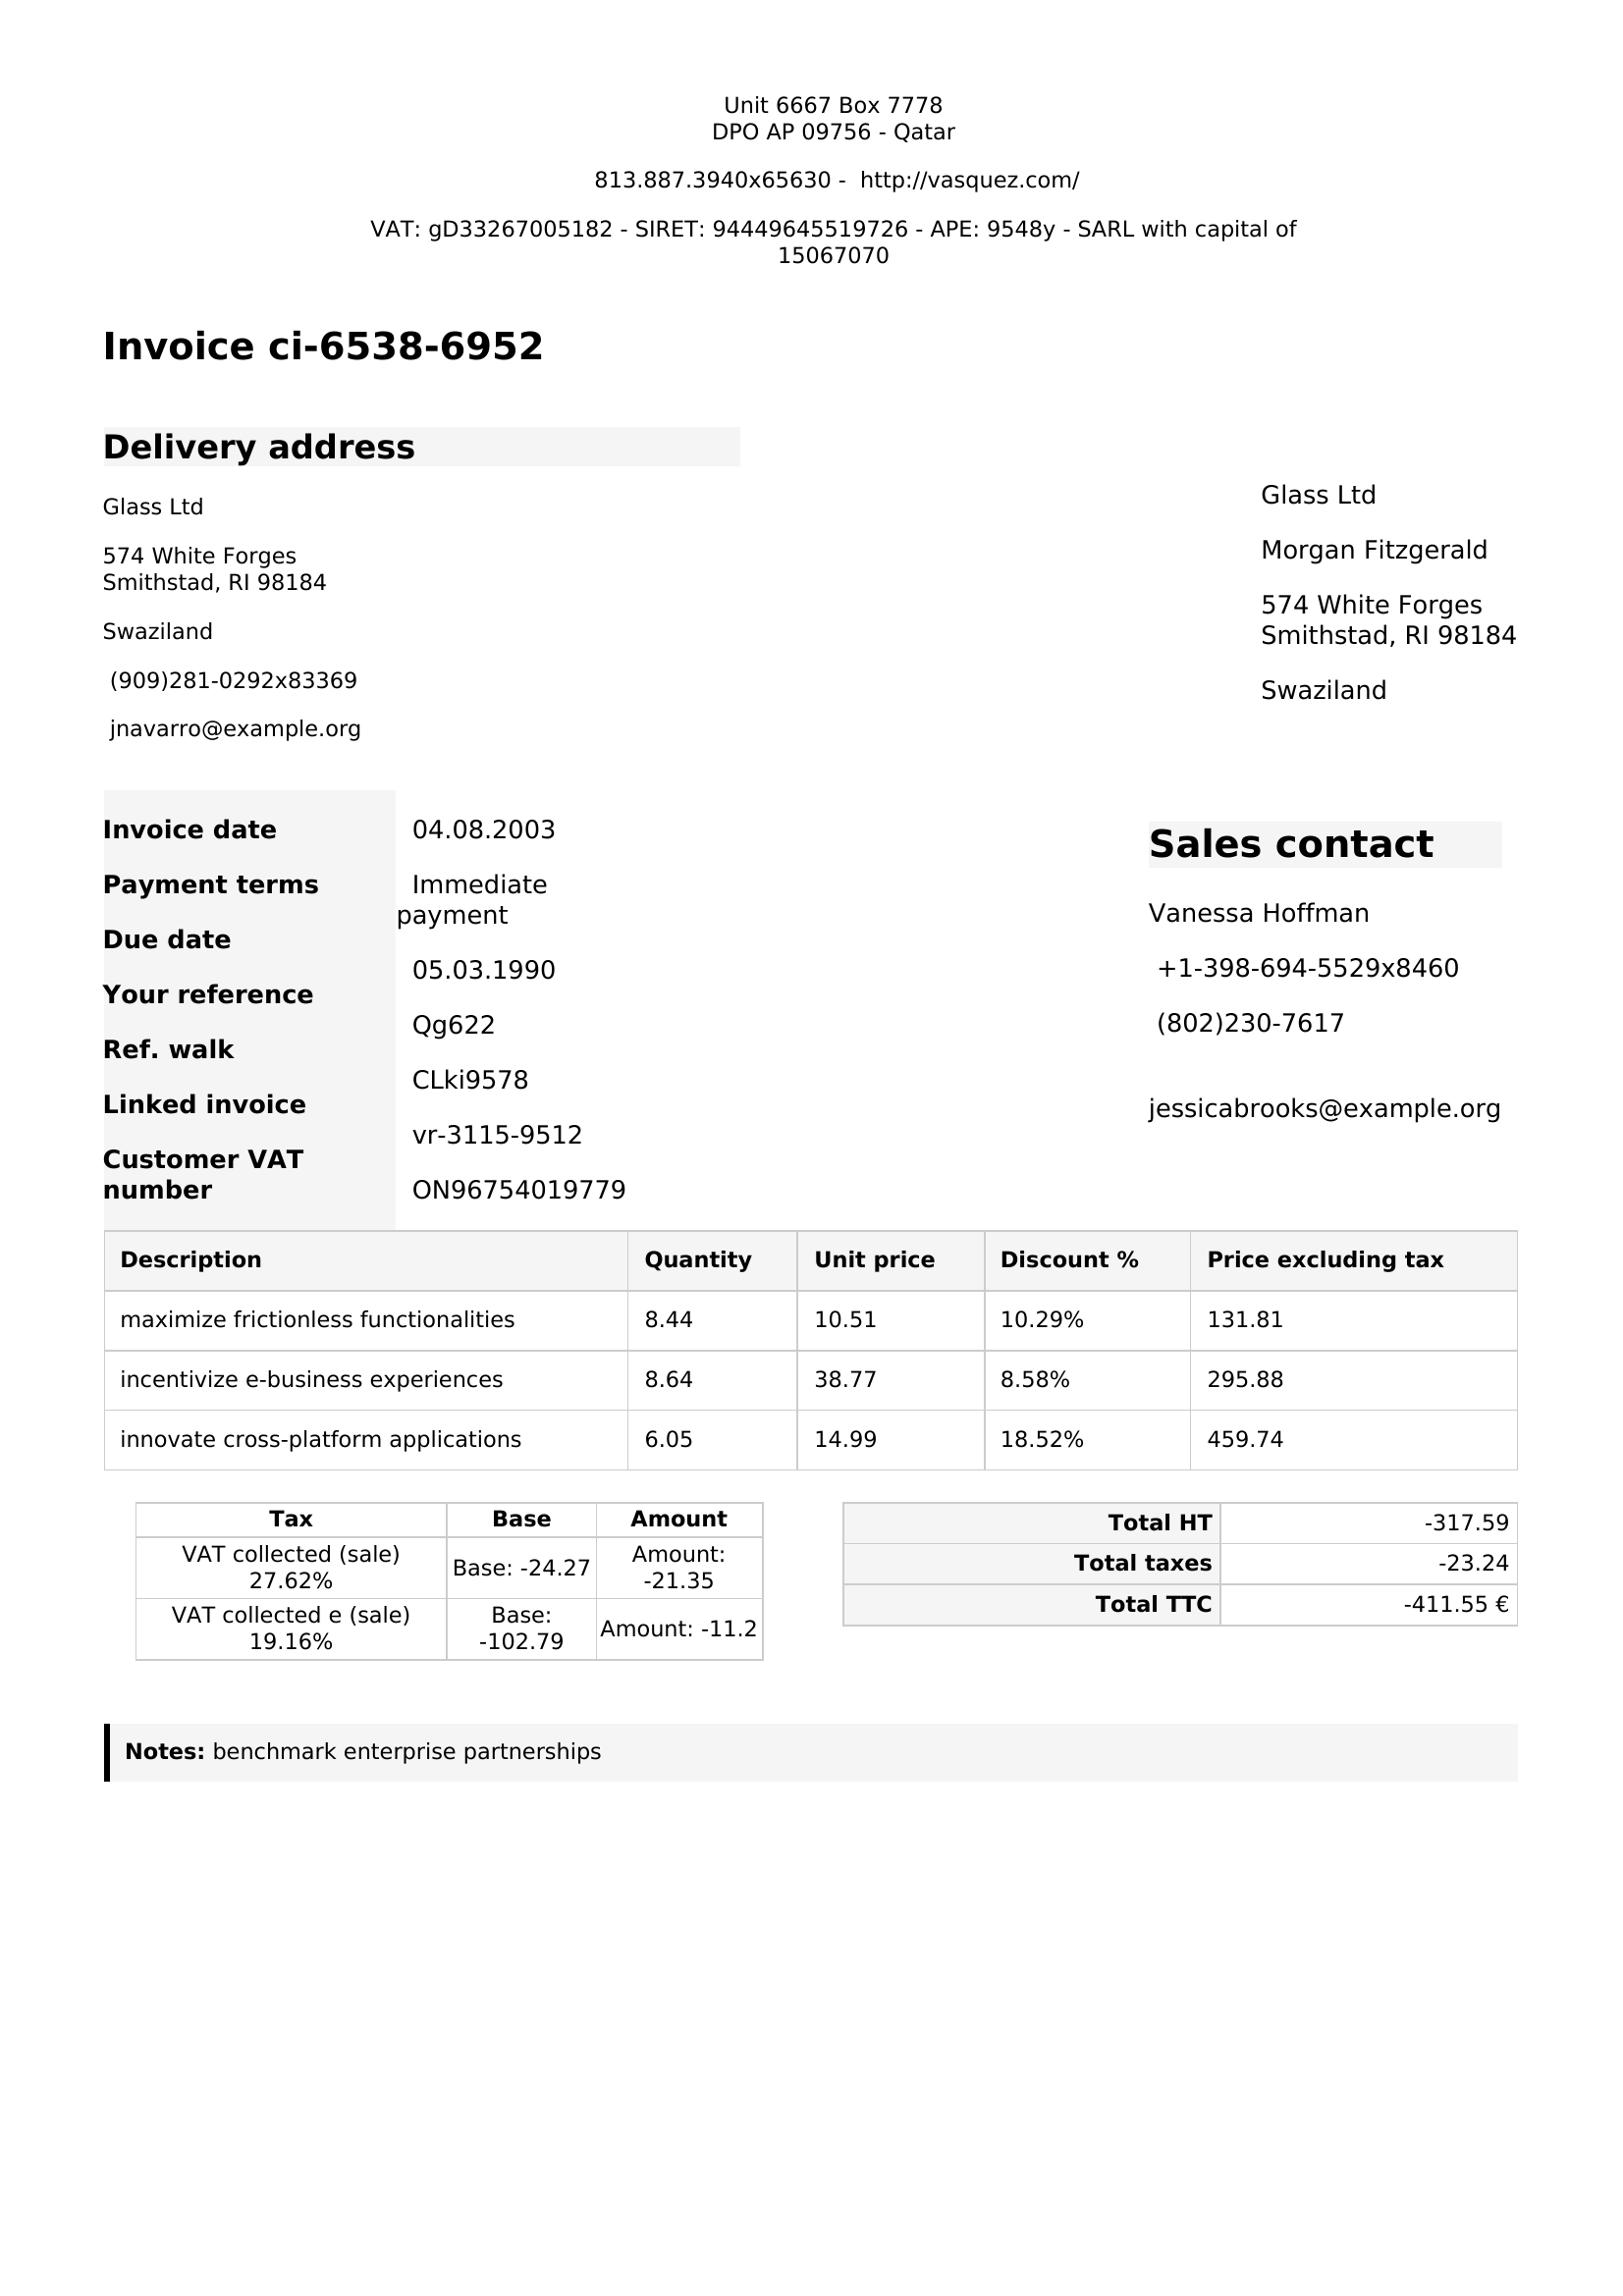 Unit 6667 Box 7778
DPO AP 09756 - Qatar
813.887.3940x65630 -  http://vasquez.com/
VAT: gD33267005182 - SIRET: 94449645519726 - APE: 9548y - SARL with capital of
15067070
Invoice ci-6538-6952
Delivery address
Glass Ltd
574 White Forges
Smithstad, RI 98184
Swaziland
(909)281-0292x83369
jnavarro@example.org
Glass Ltd
Morgan Fitzgerald
574 White Forges
Smithstad, RI 98184
Swaziland
Invoice date
Payment terms
Due date
Your reference
Ref. walk
Linked invoice
Customer VAT
number
04.08.2003
Immediate
payment
05.03.1990
Qg622
CLki9578
vr-3115-9512
ON96754019779
Sales contact
Vanessa Hoffman
+1-398-694-5529x8460
(802)230-7617
jessicabrooks@example.org
Description Quantity Unit price Discount % Price excluding tax
maximize frictionless functionalities 8.44 10.51 10.29% 131.81
incentivize e-business experiences 8.64 38.77 8.58% 295.88
innovate cross-platform applications 6.05 14.99 18.52% 459.74
Tax Base Amount
VAT collected (sale)
27.62%
Base: -24.27
Amount:
-21.35
VAT collected e (sale)
19.16%
Base:
-102.79
Amount: -11.2
Total HT -317.59
Total taxes -23.24
Total TTC -411.55 €
Notes: benchmark enterprise partnerships